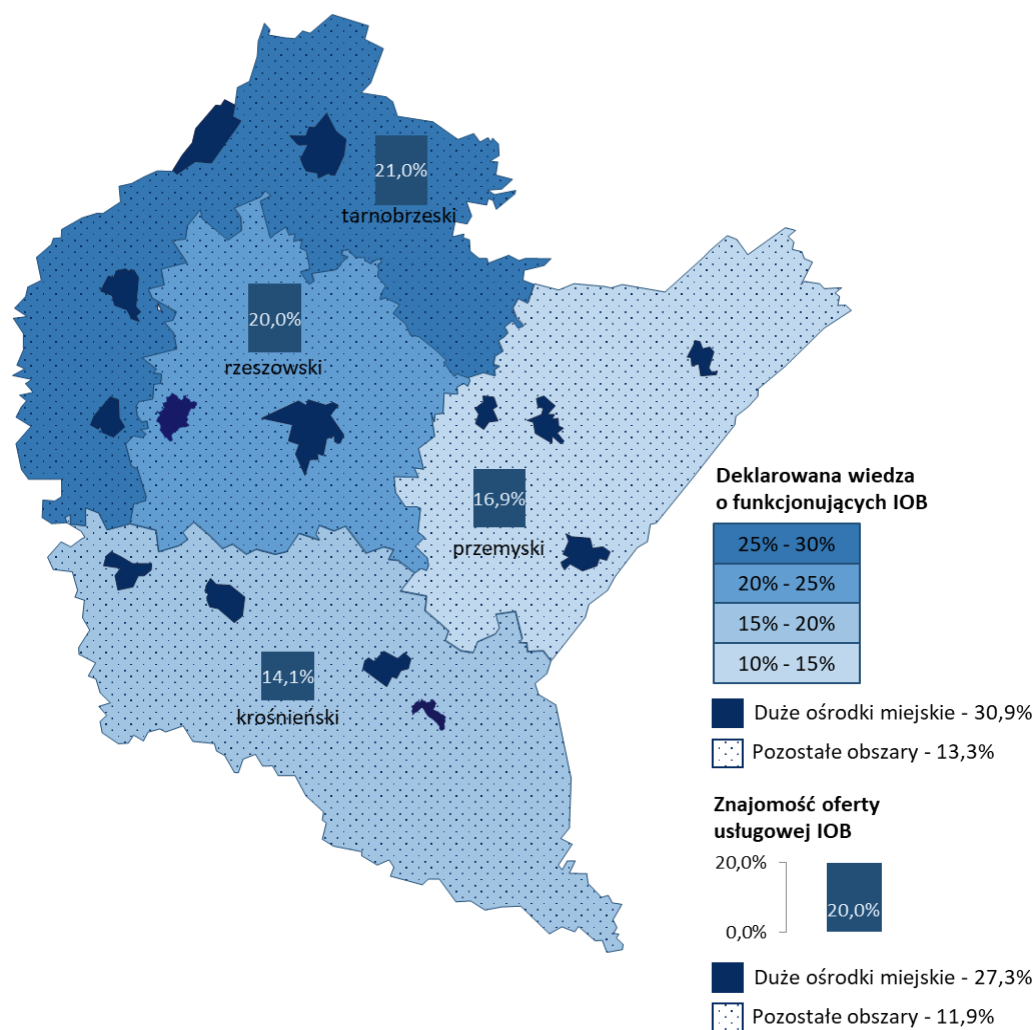 21,0%
tarnobrzeski
20,0%
rzeszowski
16,9%
przemyski
14,1%
krośnieński
Deklarowana wiedza
o funkcjonujących IOB
25% - 30%
20% - 25%
15% - 20%
10% - 15%
Duże ośrodki miejskie - 30,9%
Pozostałe obszary - 13,3%
Znajomość oferty
usługowej IOB
20,0%
20,0%
0,0%
Duże ośrodki miejskie - 27,3%
Pozostałe obszary - 11,9%